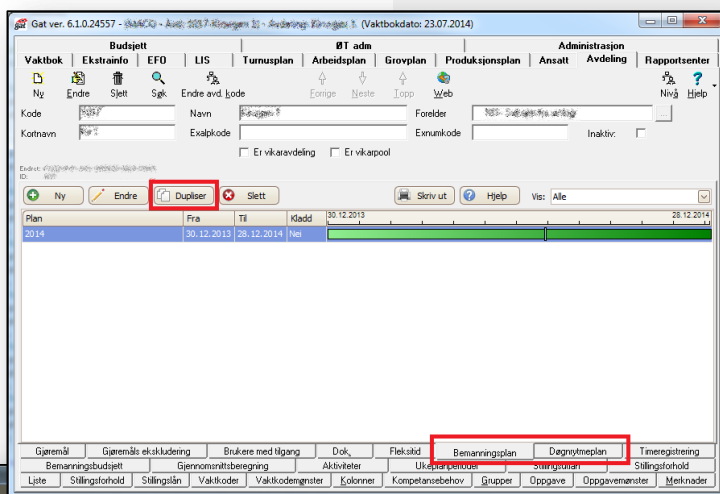 Gat ver. 6.1.0.24557 - (Vaktbokdato: 23.07.2014)
Budsjett ØT adm Administrasjon
Vaktbok Ekstrainfo EFO LIS Turnusplan Arbeidsplan Grovplan Produksjonsplan Ansatt Avdeling Rapportsenter
Ny Endre Slett Søk Endre avd. kode Forrige Neste Topp Web Nivå Hjelp
Kode Navn Forelder ...
Kortnavn Exalpkode Exnumkode Inaktiv:
Er vikaravdeling Er vikarpool
Endret:
ID:
Ny Endre Dupliser Slett Skriv ut Hjelp Vis: Alle
Plan Fra Til Kladd 30.12.2013 28.12.2014
2014 30.12.2013 28.12.2014 Nei
Gjøremål Gjøremåls ekskludering Brukere med tilgang Dok. Fleksitid Bemanningsplan Døgnrytmeplan Timeregistrering
Bemanningsbudsjett Gjennomsnittsberegning Aktiviteter Ukeplanperioder Stillingsforhold
Liste Stillingsforhold Stillingslån Vaktkoder Vaktkodemønster Kolonner Kompetansebehov Grupper Oppgave Oppgavemønster Merknader